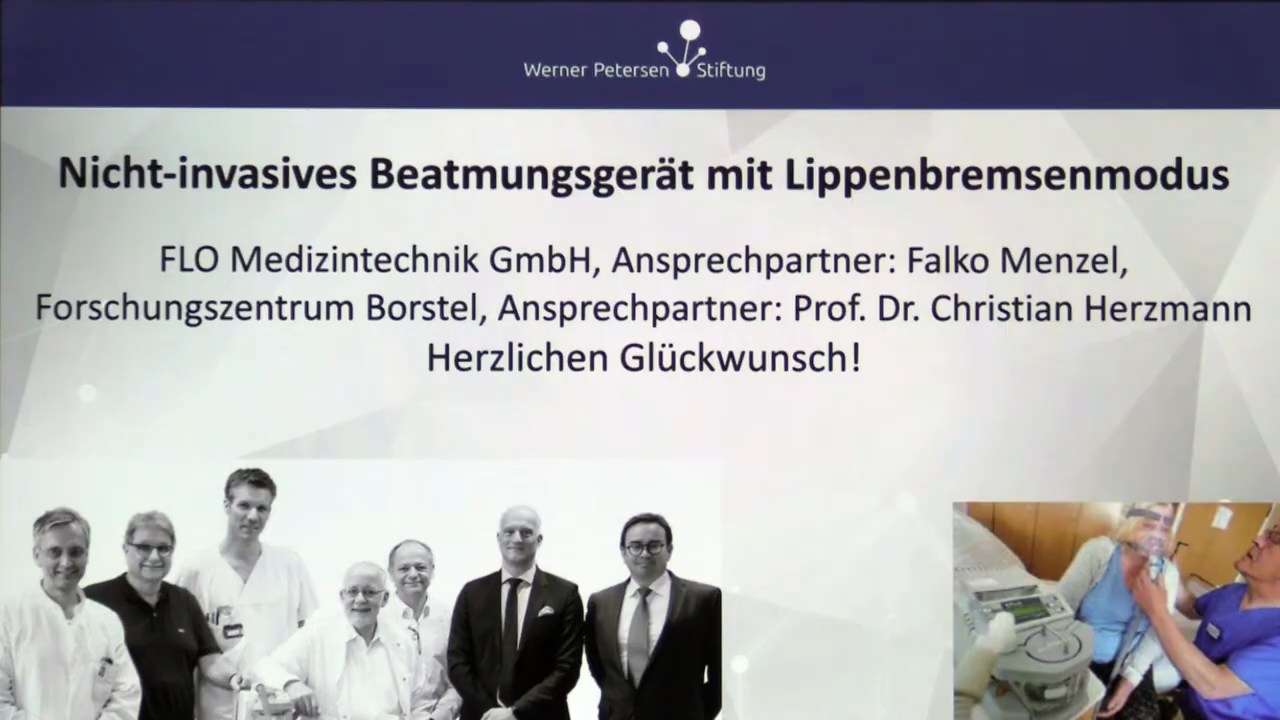 Werner Petersen Stiftung
Nicht-invasives Beatmungsgerät mit Lippenbremsenmodus
FLO Medizintechnik GmbH, Ansprechpartner: Falko Menzel,
Forschungszentrum Borstel, Ansprechpartner: Prof. Dr. Christian Herzmann
Herzlichen Glückwunsch!